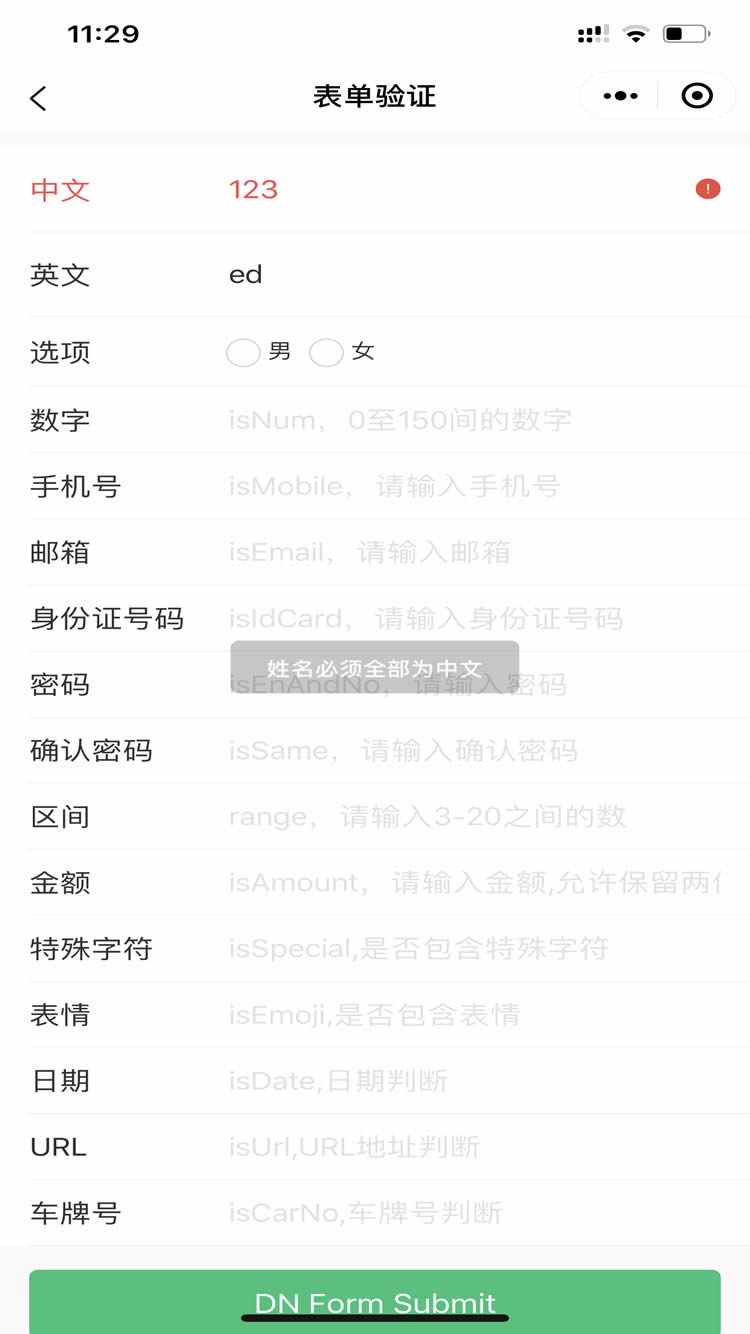 11:29
表单验证
中文 123
英文 ed
选项 男 女
数字 isNum，0至150间的数字
手机号 isMobile，请输入手机号
邮箱 isEmail，请输入邮箱
身份证号码 isIdCard，请输入身份证号码
姓名必须全部为中文
密码 isEnAndNo，请输入密码
确认密码 isSame，请输入确认密码
区间 range，请输入3-20之间的数
金额 isAmount，请输入金额,允许保留两
特殊字符 isSpecial,是否包含特殊字符
表情 isEmoji,是否包含表情
日期 isDate,日期判断
URL isUrl,URL地址判断
车牌号 isCarNo,车牌号判断
DN Form Submit